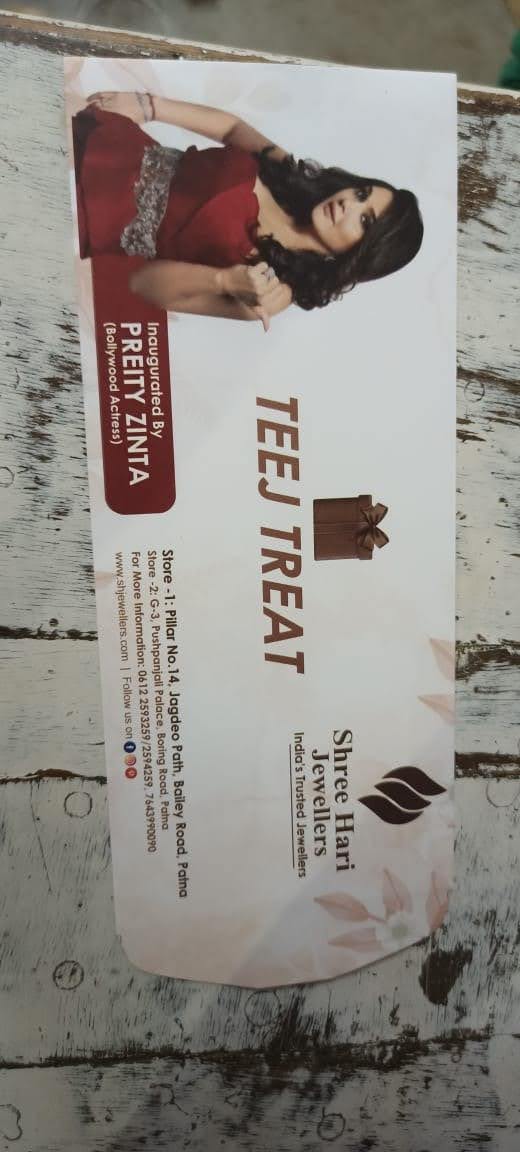 Shree Hari
Jewellers
India's Trusted Jewellers
TEEJ TREAT
Inaugurated By
PREITY ZINTA
(Bollywood Actress)
Store -1: Pillar No.14, Jagdeo Path, Bailey Road, Patna
Store -2: G-3, Pushpanjali Palace, Boring Road, Patna
For More Information: 0612 2593259/2594259, 7643990090
www.shjewellers.com | Follow us on